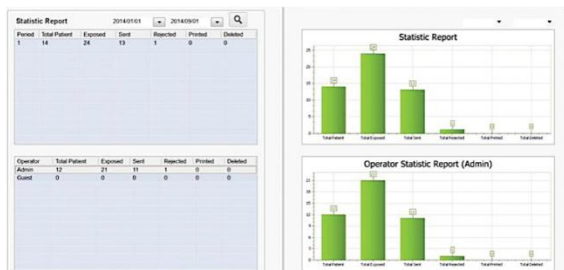 Statistic Report 2014/01/01 2014/09/01
Period Total Patient Exposed Sent Rejected Printed Deleted
1 14 24 13 1 0 0
Operator Total Patient Exposed Sent Rejected Printed Deleted
Admin 12 21 11 1 0 0
Guest 0 0 0 0 0 0
Statistic Report
Total Patient Total Exposed Total Sent Total Rejected Total Printed Total Deleted
Operator Statistic Report (Admin)
Total Patient Total Exposed Total Sent Total Rejected Total Printed Total Deleted